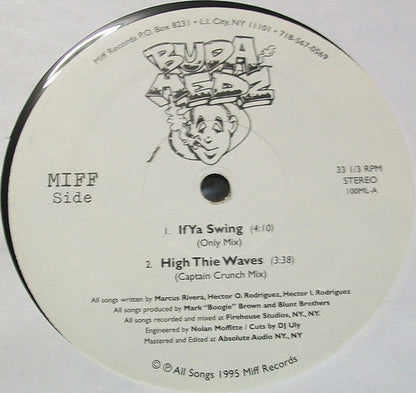 Miff Records P.O. Box 8231 • L.I. City, NY 11101 • 718-567-0569
BUDA
HEDZ
MIFF
Side
33 1/3 RPM
STEREO
100ML-A
1. If Ya Swing (4:10)
(Only Mix)
2. High Thie Waves (3:38)
(Captain Crunch Mix)
All songs written by Marcus Rivera, Hector O. Rodriguez, Hector I. Rodriguez
All songs produced by Mark "Boogie" Brown and Blunt Brothers
All songs recorded and mixed at Firehouse Studios, N.Y., NY.
Engineered by Nolan Moffitte / Cuts by DJ Uly
Mastered and Edited at Absolute Audio NY., NY
© ℗ All Songs 1995 Miff Records